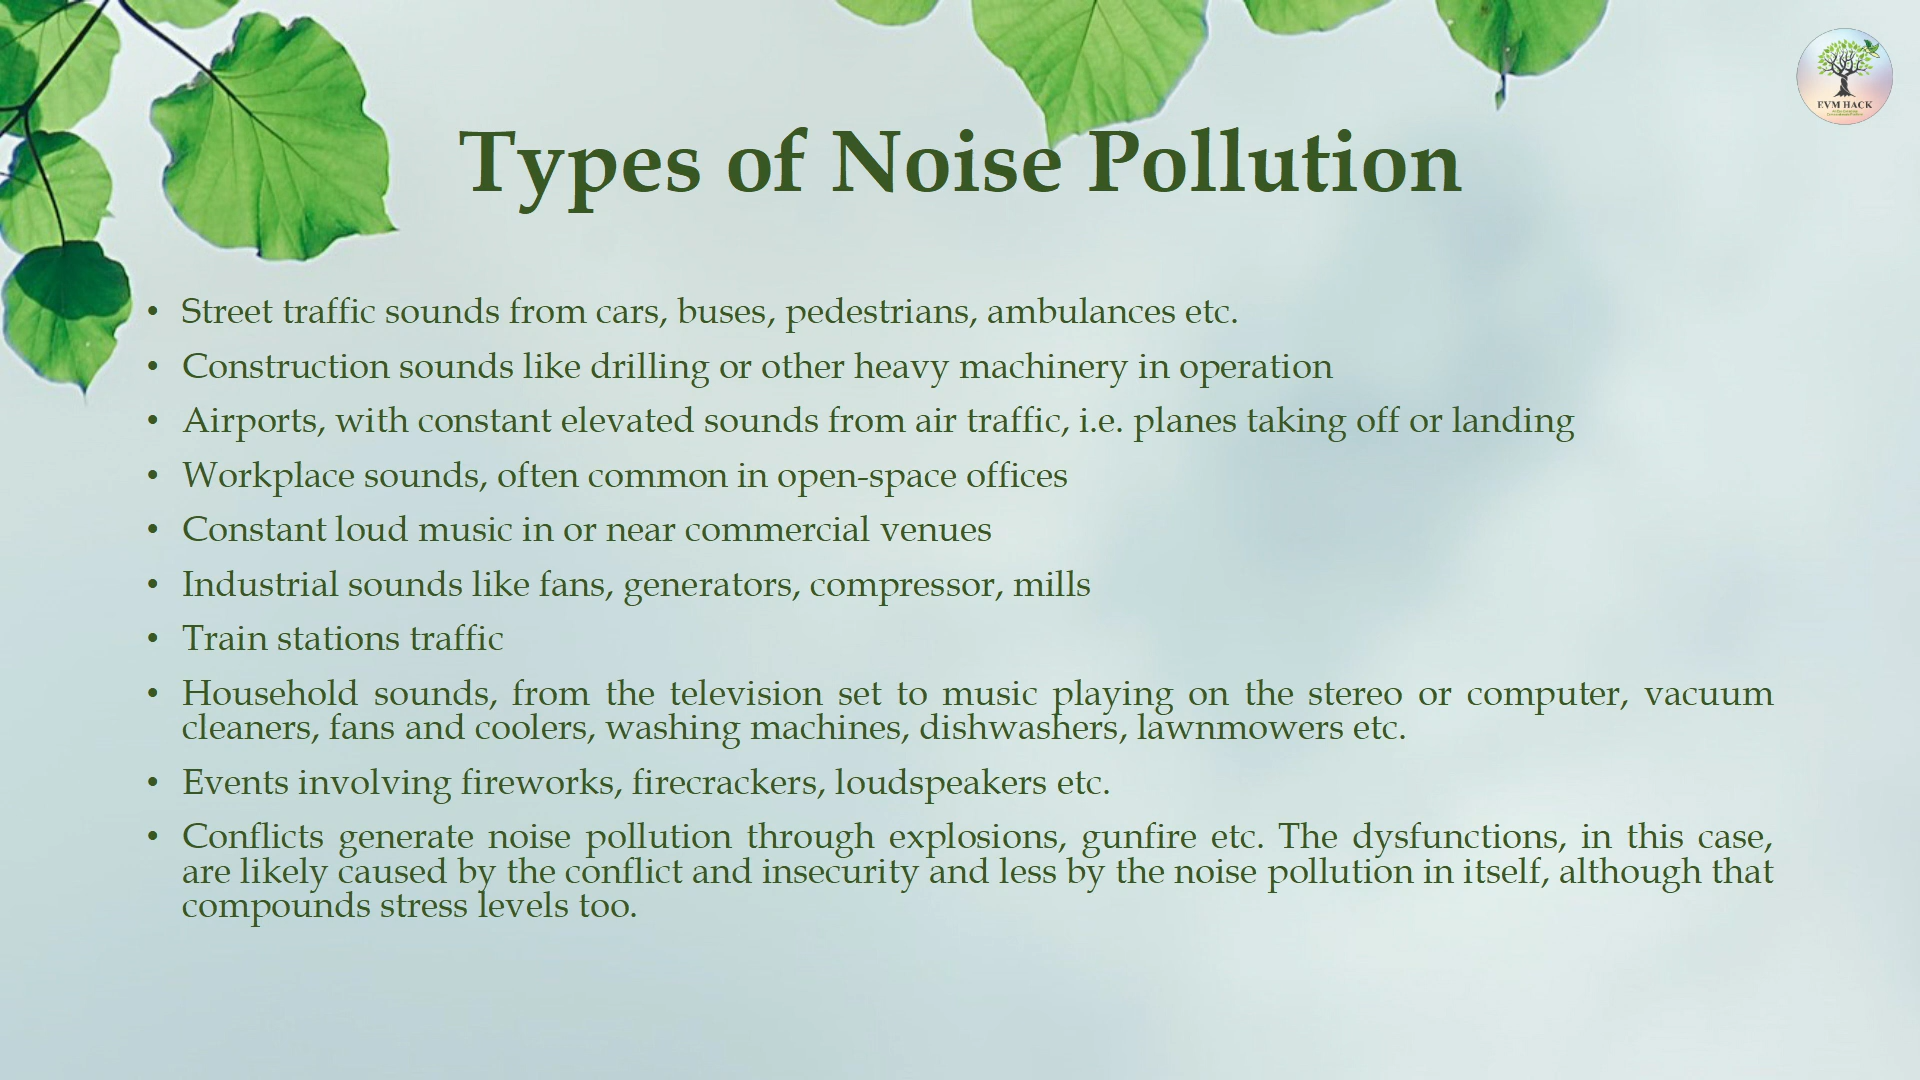 EVM HACK
Types of Noise Pollution
• Street traffic sounds from cars, buses, pedestrians, ambulances etc.
• Construction sounds like drilling or other heavy machinery in operation
• Airports, with constant elevated sounds from air traffic, i.e. planes taking off or landing
• Workplace sounds, often common in open-space offices
• Constant loud music in or near commercial venues
• Industrial sounds like fans, generators, compressor, mills
• Train stations traffic
• Household sounds, from the television set to music playing on the stereo or computer, vacuum
cleaners, fans and coolers, washing machines, dishwashers, lawnmowers etc.
• Events involving fireworks, firecrackers, loudspeakers etc.
• Conflicts generate noise pollution through explosions, gunfire etc. The dysfunctions, in this case,
are likely caused by the conflict and insecurity and less by the noise pollution in itself, although that
compounds stress levels too.